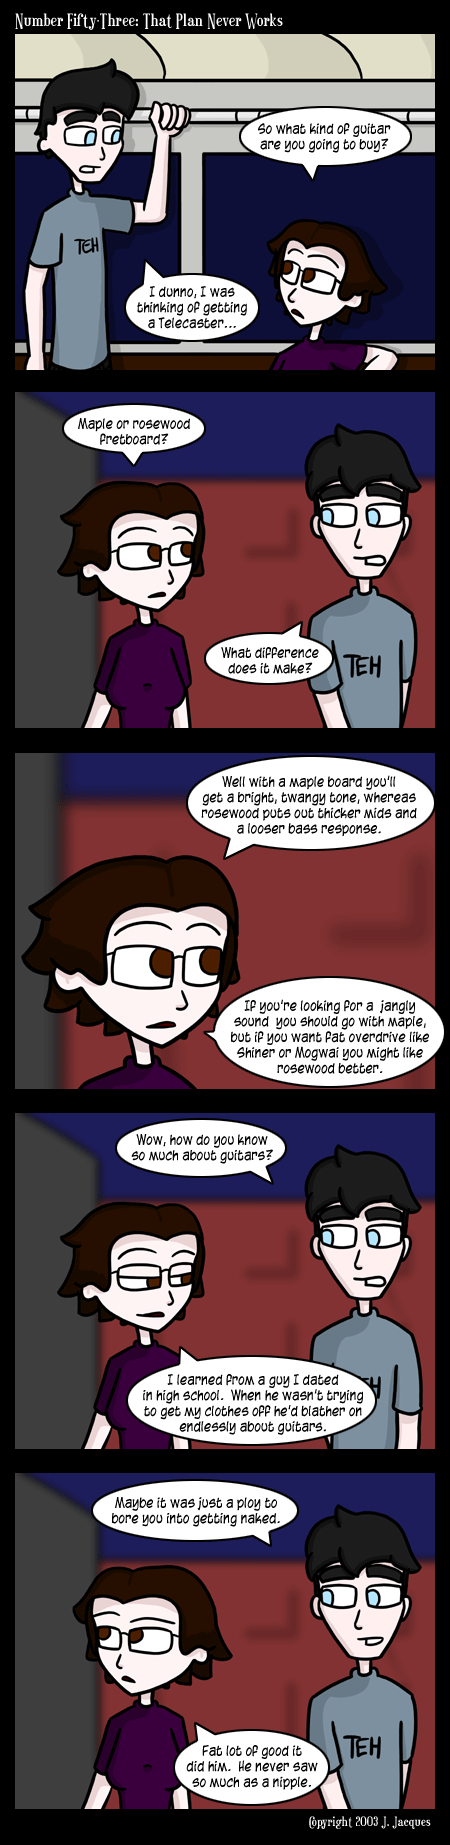 Number Fifty-Three: That Plan Never Works
So what kind of guitar
are you going to buy?
TEH
I dunno, I was
thinking of getting
a Telecaster...
Maple or rosewood
fretboard?
What difference
does it make?
TEH
Well with a maple board you'll
get a bright, twangy tone, whereas
rosewood puts out thicker mids and
a looser bass response.
If you're looking for a jangly
sound you should go with maple,
but if you want fat overdrive like
Shiner or Mogwai you might like
rosewood better.
Wow, how do you know
so much about guitars?
I learned from a guy I dated
in high school. When he wasn't trying
to get my clothes off he'd blather on
endlessly about guitars.
Maybe it was just a ploy to
bore you into getting naked.
TEH
Fat lot of good it
did him. He never saw
so much as a nipple.
Copyright 2003 J. Jacques